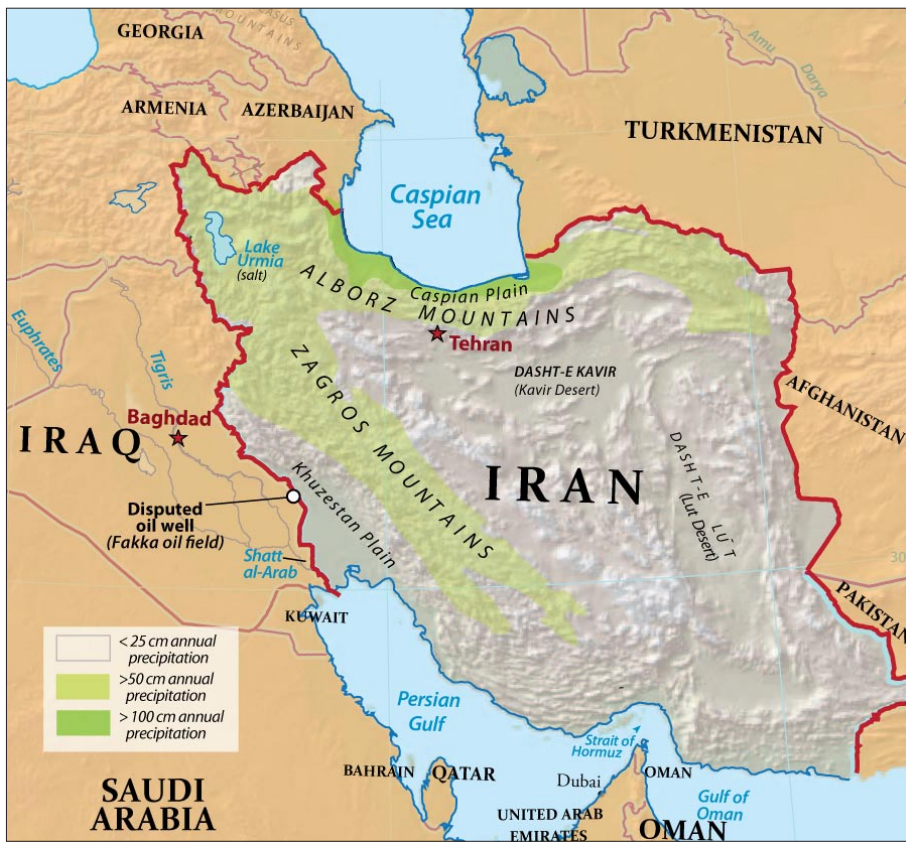 GEORGIA
MOUNTAINS
ARMENIA
AZERBAIJAN
Amu
Darya
TURKMENISTAN
Caspian
Sea
Lake
Urmia
(salt)
ALBORZ
MOUNTAINS
Caspian Plain
Tehran
Euphrates
Tigris
ZAGROS MOUNTAINS
DASHT-E KAVIR
(Kavir Desert)
AFGHANISTAN
Baghdad
IRAQ
IRAN
DASHT-E LUT
(Lut Desert)
Khuzestan Plain
Disputed
oil well
(Fakka oil field)
Shatt
al-Arab
30
PAKISTAN
KUWAIT
< 25 cm annual
precipitation
>50 cm annual
precipitation
> 100 cm annual
precipitation
Persian
Gulf
Strait of
Hormuz
BAHRAIN
QATAR
Dubai
OMAN
SAUDI
ARABIA
UNITED ARAB
EMIRATES
Gulf of
Oman
OMAN